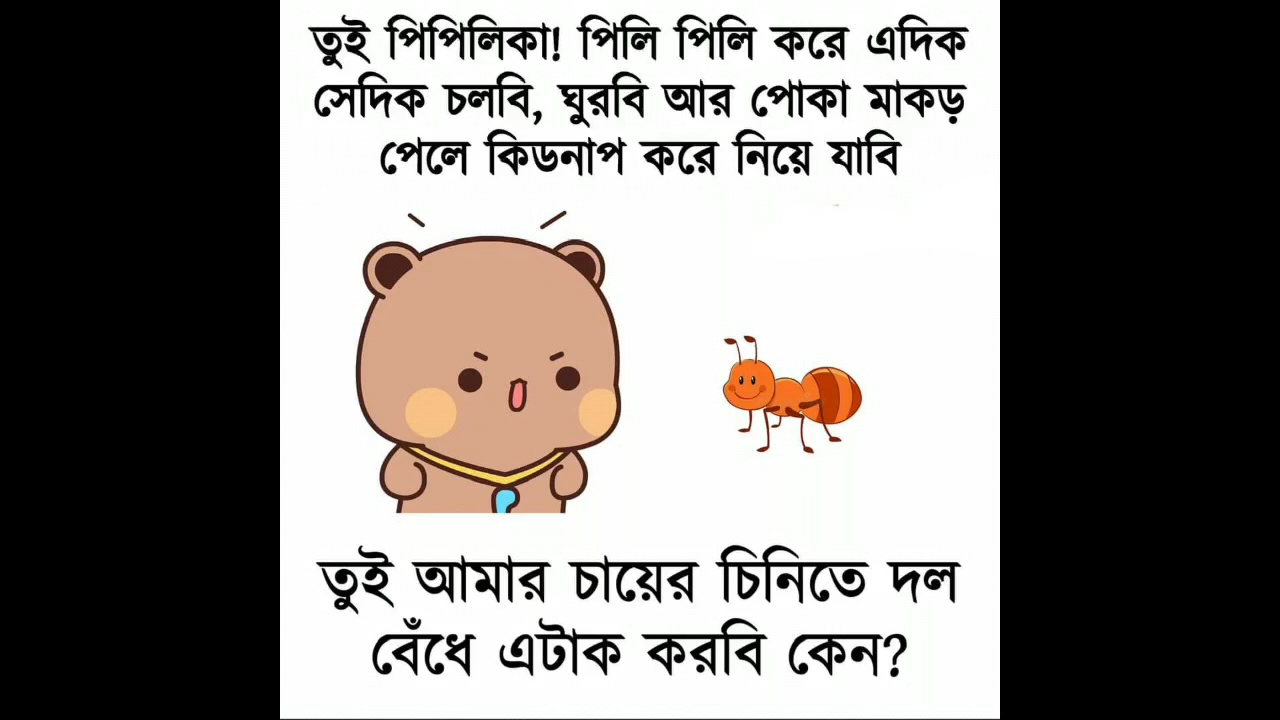 তুই পিপিলিকা! পিলি পিলি করে এদিক
সেদিক চলবি, ঘুরবি আর পোকা মাকড়
পেলে কিডনাপ করে নিয়ে যাবি
তুই আমার চায়ের চিনিতে দল
বেঁধে এটাক করবি কেন?